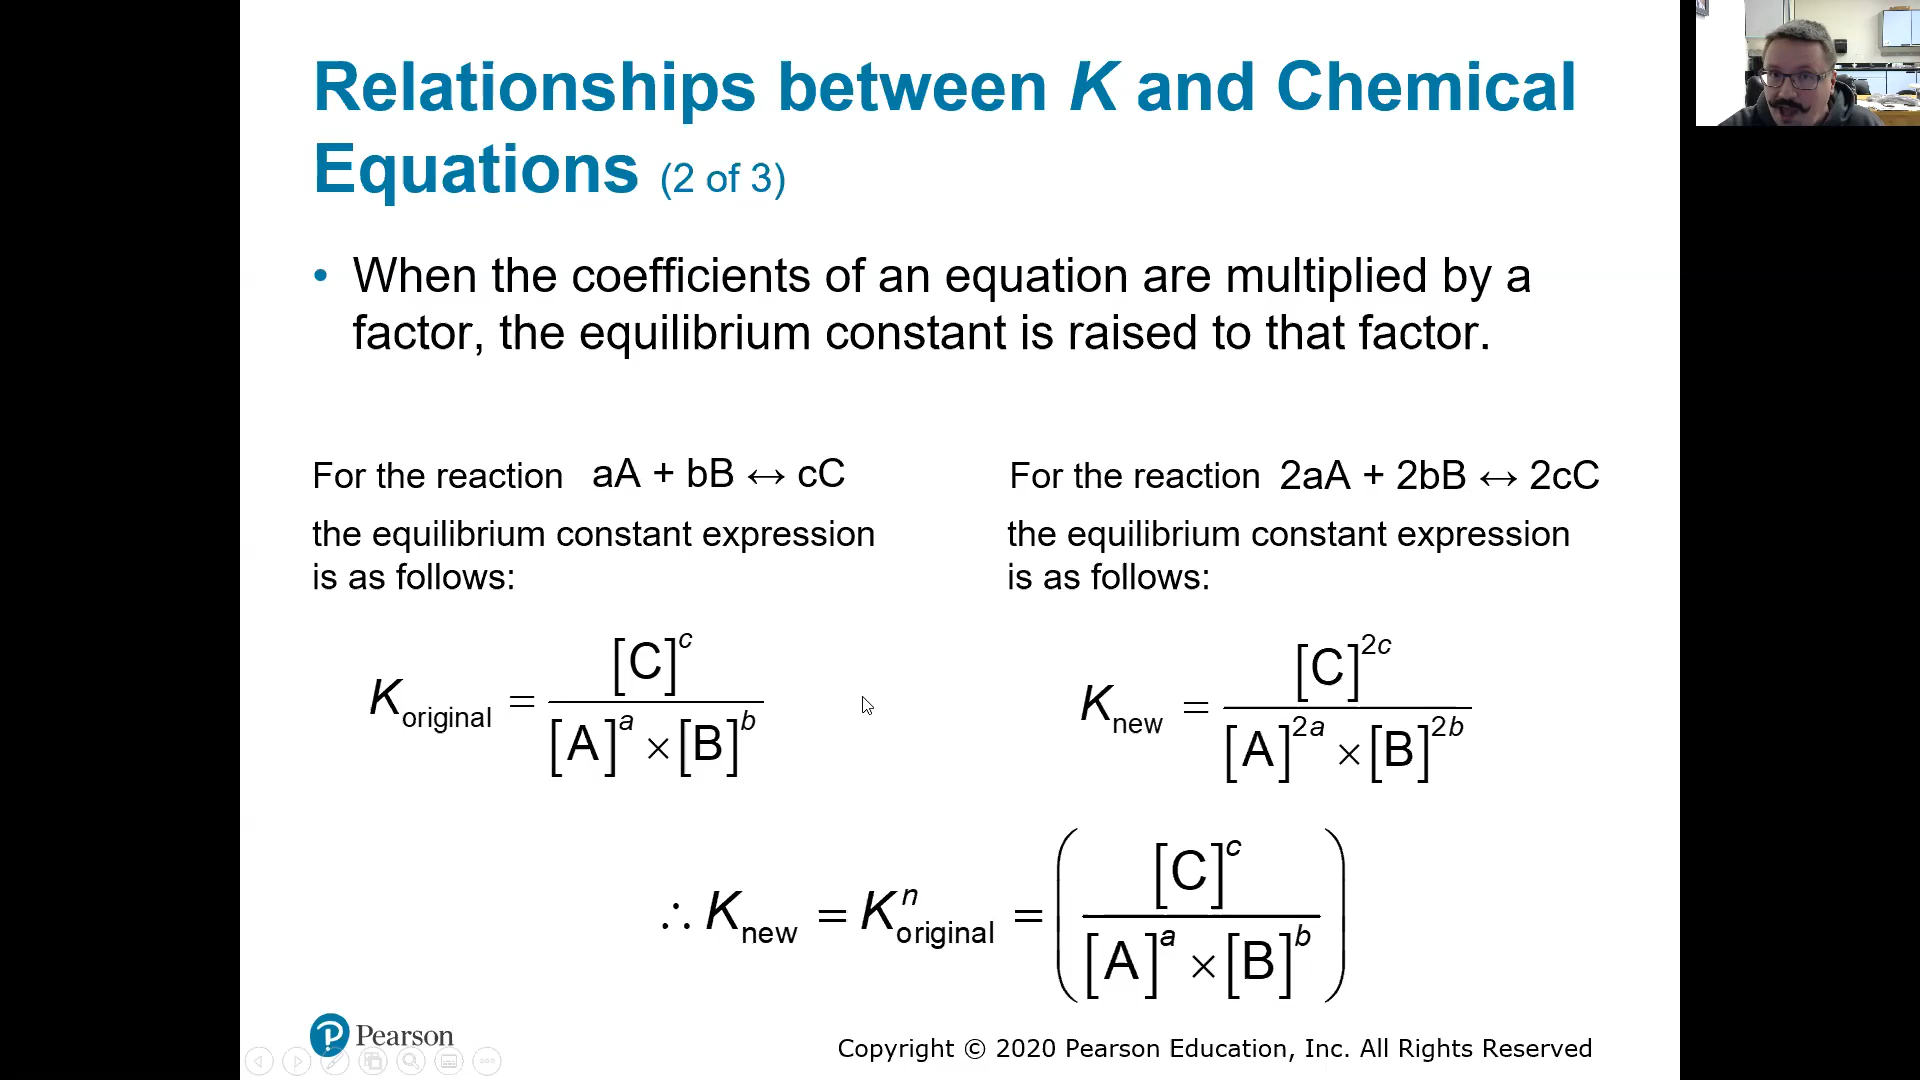 Relationships between K and Chemical
Equations (2 of 3)
• When the coefficients of an equation are multiplied by a
factor, the equilibrium constant is raised to that factor.
For the reaction aA + bB ↔ cC
the equilibrium constant expression
is as follows:
K_original = [C]^c / [A]^a × [B]^b
For the reaction 2aA + 2bB ↔ 2cC
the equilibrium constant expression
is as follows:
K_new = [C]^2c / [A]^2a × [B]^2b
∴ K_new = K^n_original = ( [C]^c / [A]^a × [B]^b )
Pearson
Copyright © 2020 Pearson Education, Inc. All Rights Reserved